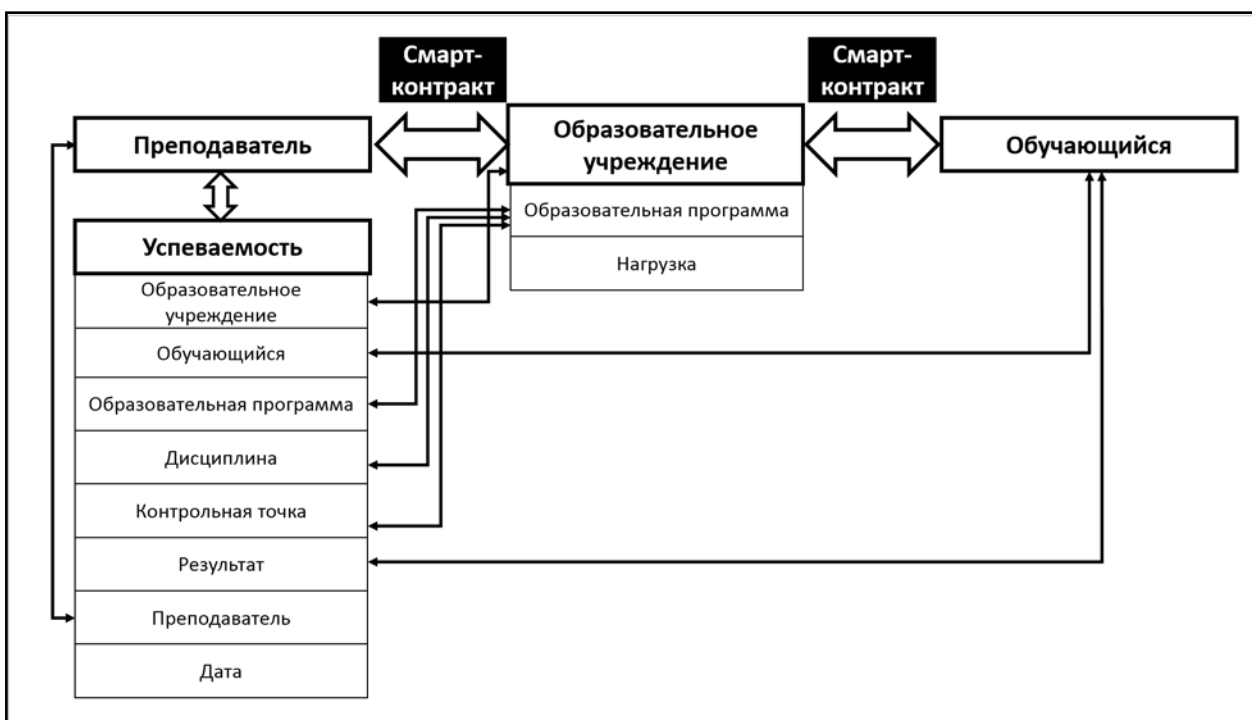 Смарт-
контракт
Смарт-
контракт
Преподаватель
Образовательное
учреждение
Обучающийся
Образовательная программа
Нагрузка
Успеваемость
Образовательное
учреждение
Обучающийся
Образовательная программа
Дисциплина
Контрольная точка
Результат
Преподаватель
Дата